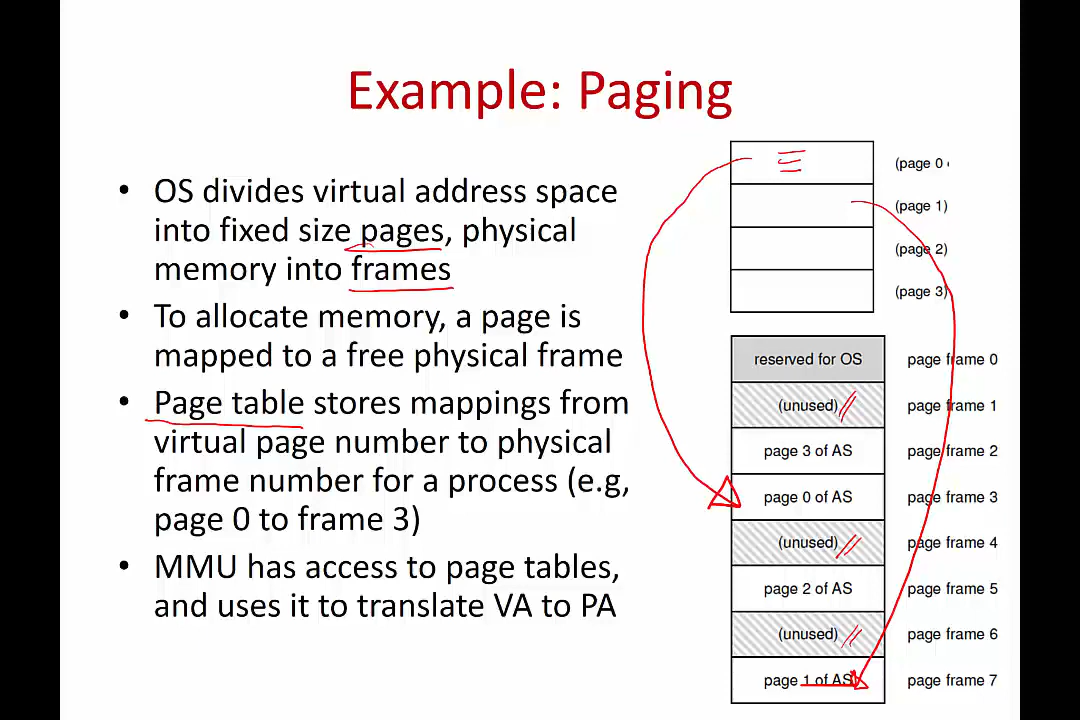 Example: Paging
• OS divides virtual address space
into fixed size pages, physical
memory into frames
• To allocate memory, a page is
mapped to a free physical frame
• Page table stores mappings from
virtual page number to physical
frame number for a process (e.g,
page 0 to frame 3)
• MMU has access to page tables,
and uses it to translate VA to PA
(page 0
(page 1)
(page 2)
(page 3)
reserved for OS page frame 0
(unused) page frame 1
page 3 of AS page frame 2
page 0 of AS page frame 3
(unused) page frame 4
page 2 of AS page frame 5
(unused) page frame 6
page 1 of AS page frame 7